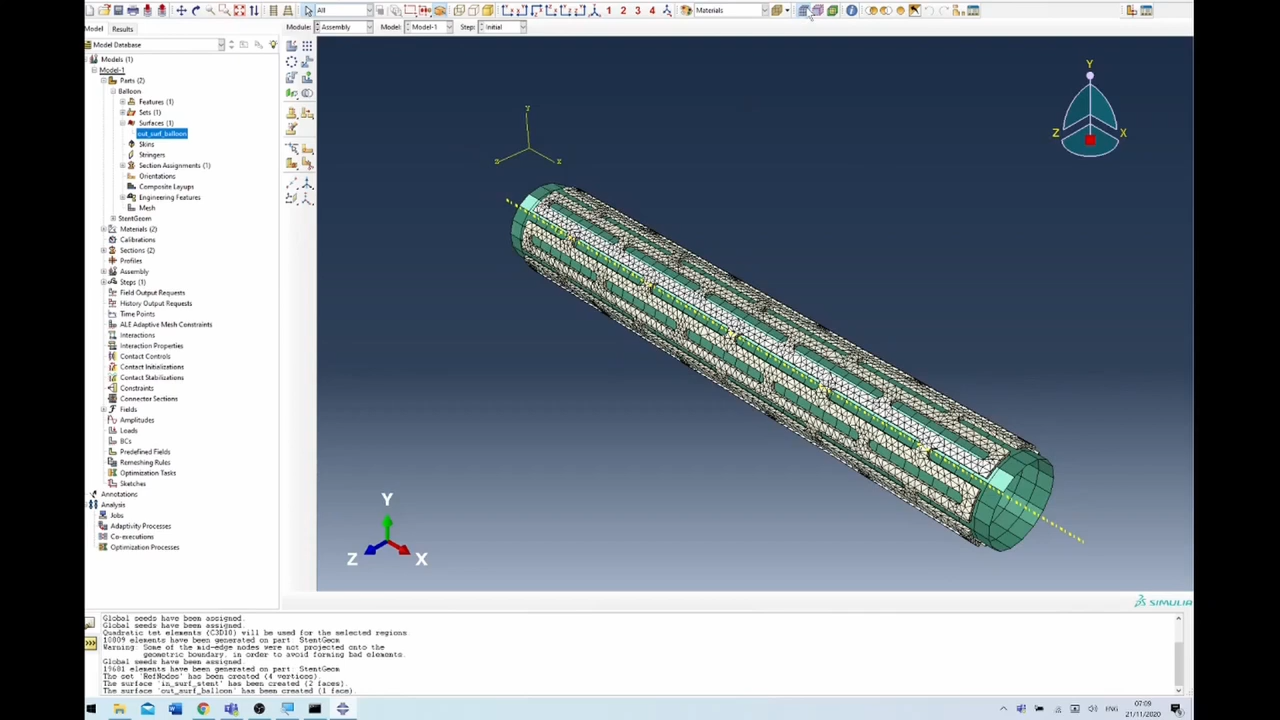 All
1 2 3 4
Materials
Model Results
Module: Assembly Model: Model-1 Step: Initial
Model Database
Models (1)
Model-1
Parts (2)
Balloon
Features (1)
Sets (1)
Surfaces (1)
out_surf_balloon
Skins
Stringers
Section Assignments (1)
Orientations
Composite Layups
Engineering Features
Mesh
StentGeom
Materials (2)
Calibrations
Sections (2)
Profiles
Assembly
Steps (1)
Field Output Requests
History Output Requests
Time Points
ALE Adaptive Mesh Constraints
Interactions
Interaction Properties
Contact Controls
Contact Initializations
Contact Stabilizations
Constraints
Connector Sections
Fields
Amplitudes
Loads
BCs
Predefined Fields
Remeshing Rules
Optimization Tasks
Sketches
Annotations
Analysis
Jobs
Adaptivity Processes
Co-executions
Optimization Processes
Y
Z X
Y
Z X
Y
Z X
SIMULIA
Global seeds have been assigned.
Global seeds have been assigned.
Quadratic tet elements (C3D10) will be used for the selected regions
10809 elements have been generated on part StentGeom
Warning: Some of the mid-edge nodes were not projected onto the
geometric boundary, in order to avoid forming bad elements.
Global seeds have been assigned.
19681 elements have been generated on part StentGeom
The set 'RefNodes' has been created (4 vertices)
The surface 'in_surf_stent' has been created (2 faces).
The surface 'out_surf_balloon' has been created (1 face).
ENG
07:09
21/11/2020